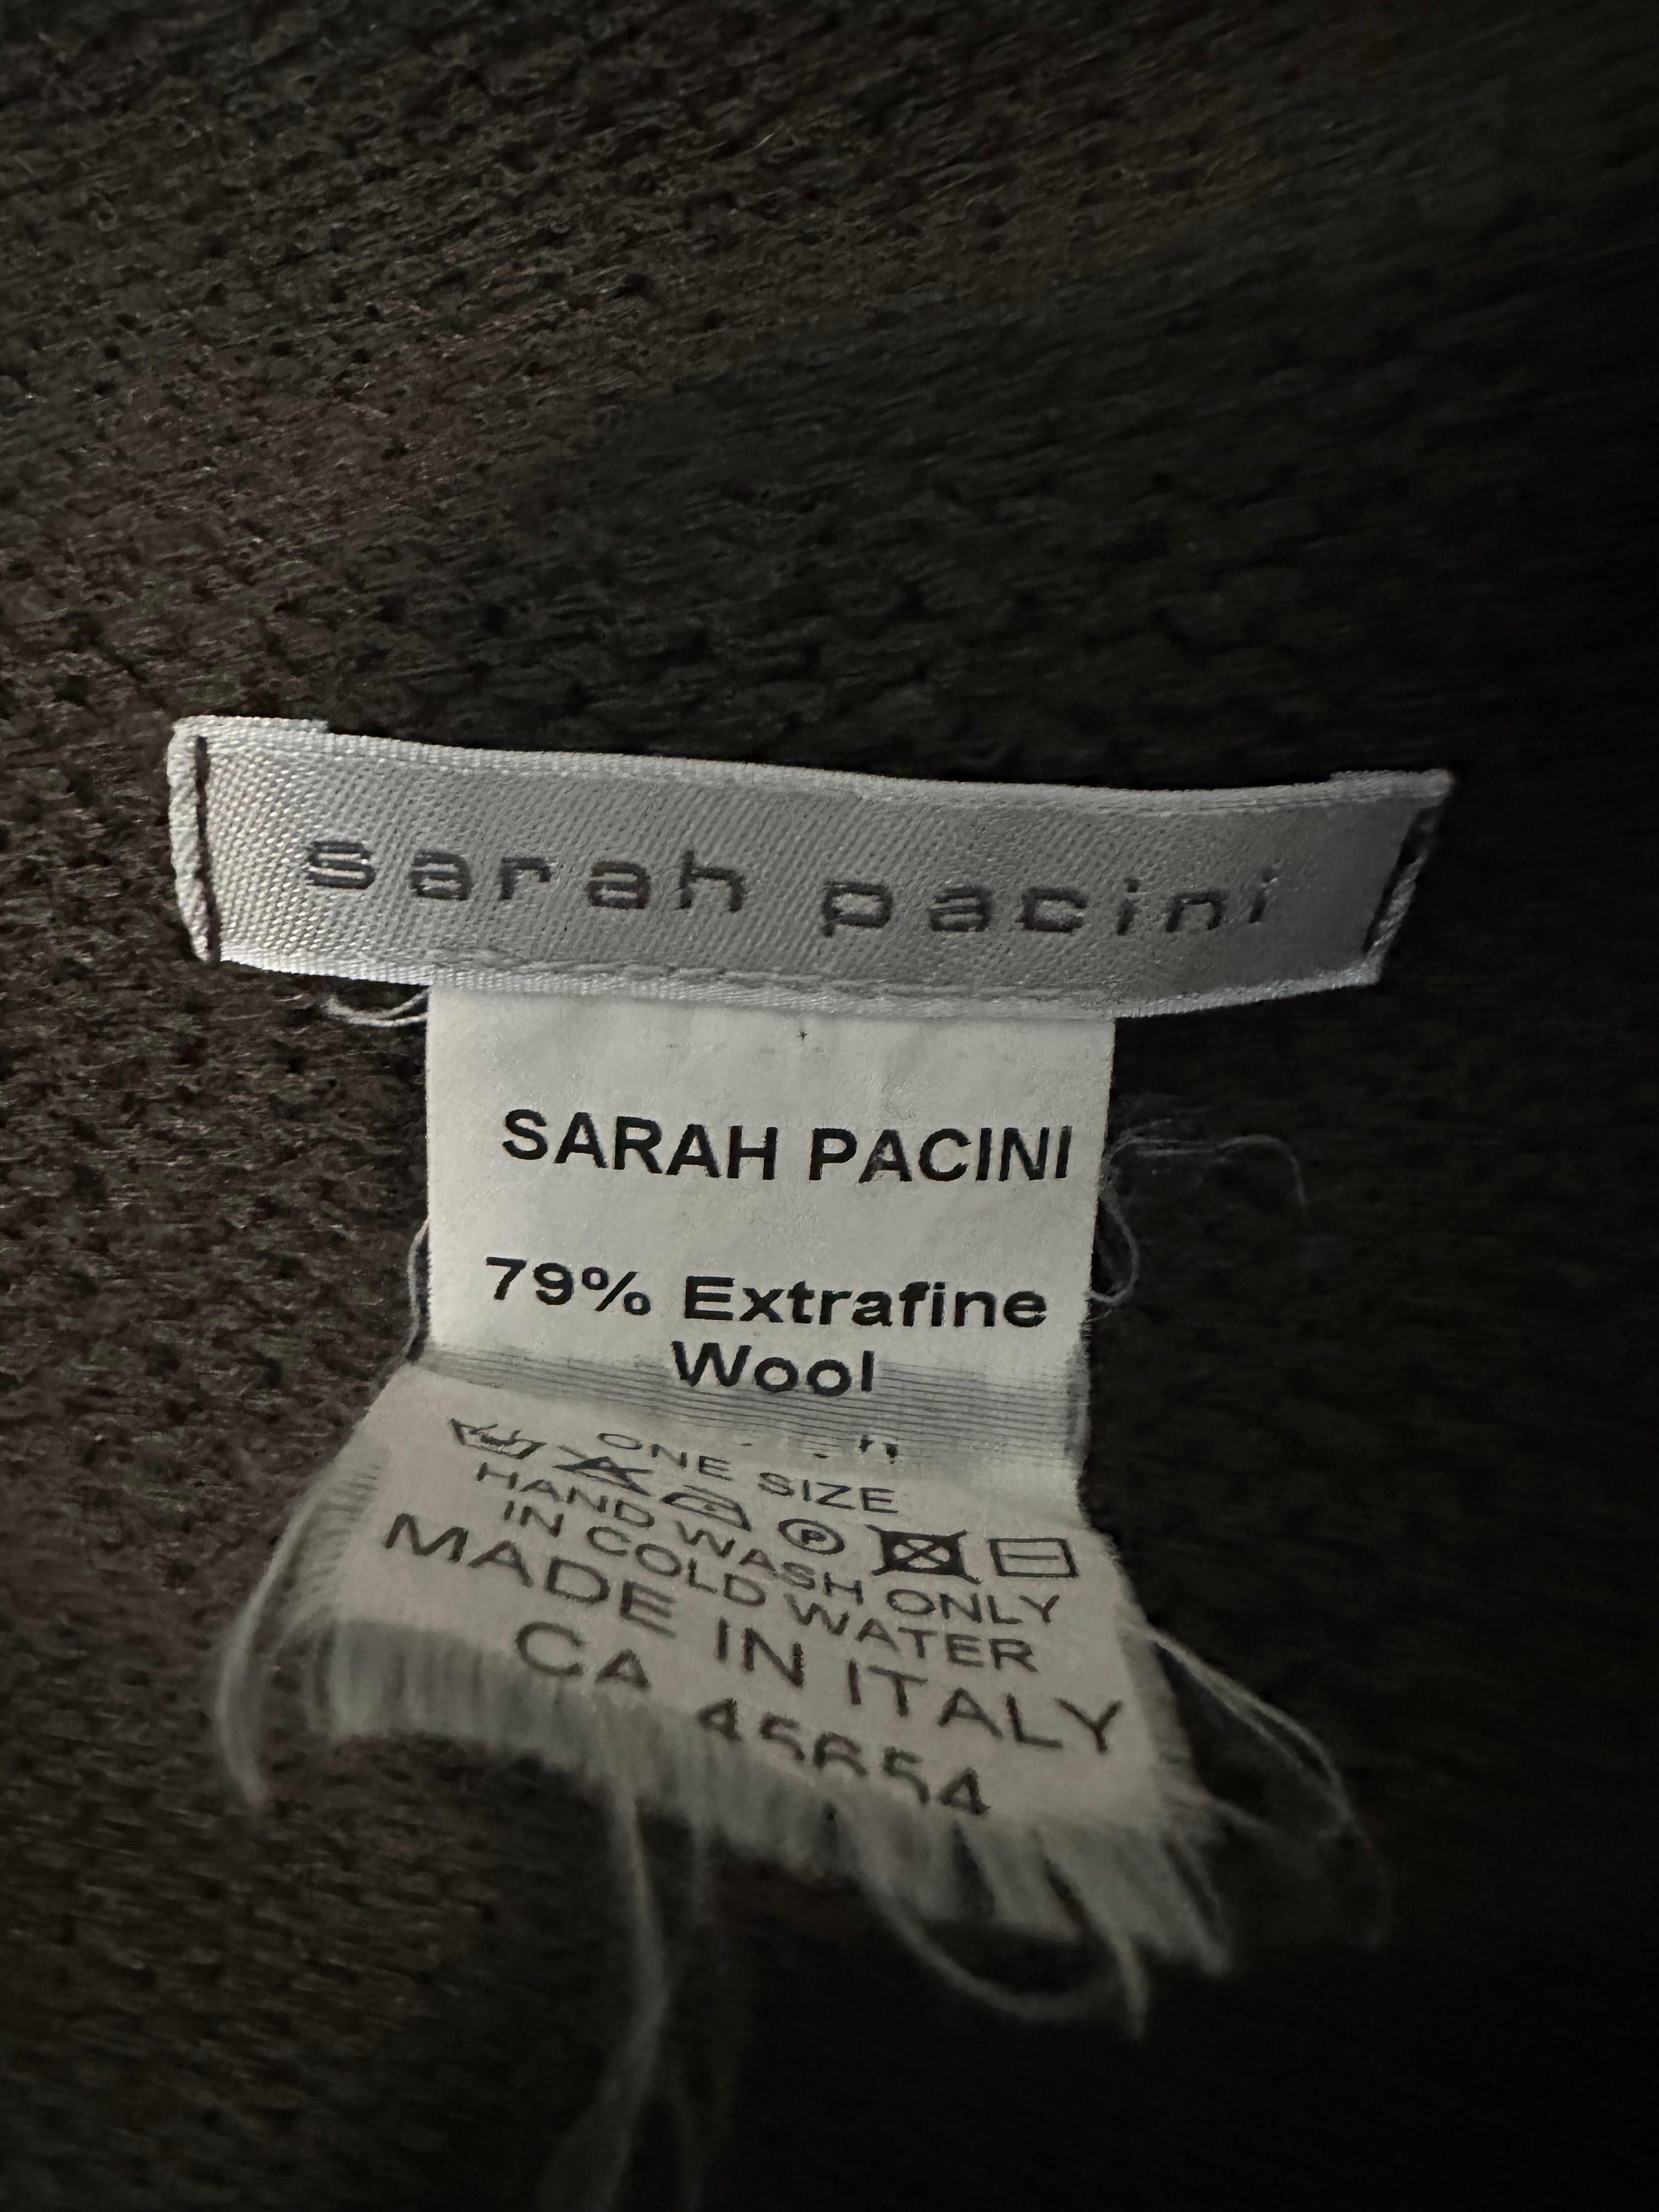 sarah pacini
SARAH PACINI
79% Extrafine
Wool
ONE SIZE
P
HAND WASH ONLY
IN COLD WATER
MADE IN ITALY
CA